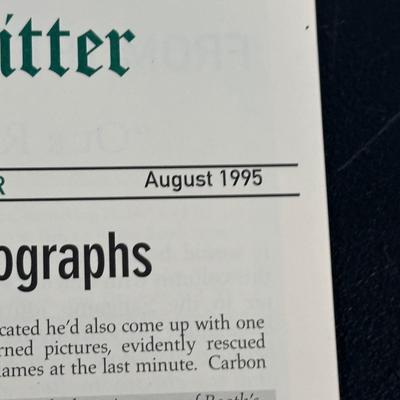 itter
R
August 1995
ographs
cated he'd also come up with one
rned pictures, evidently rescued
lames at the last minute. Carbon